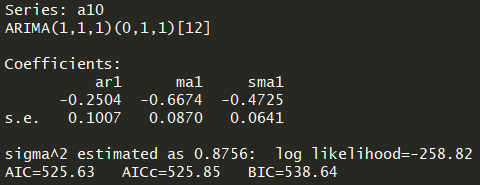 Series: a10
ARIMA(1,1,1)(0,1,1)[12]
Coefficients:
ar1 ma1 sma1
-0.2504 -0.6674 -0.4725
s.e. 0.1007 0.0870 0.0641
sigma^2 estimated as 0.8756: log likelihood=-258.82
AIC=525.63 AICc=525.85 BIC=538.64